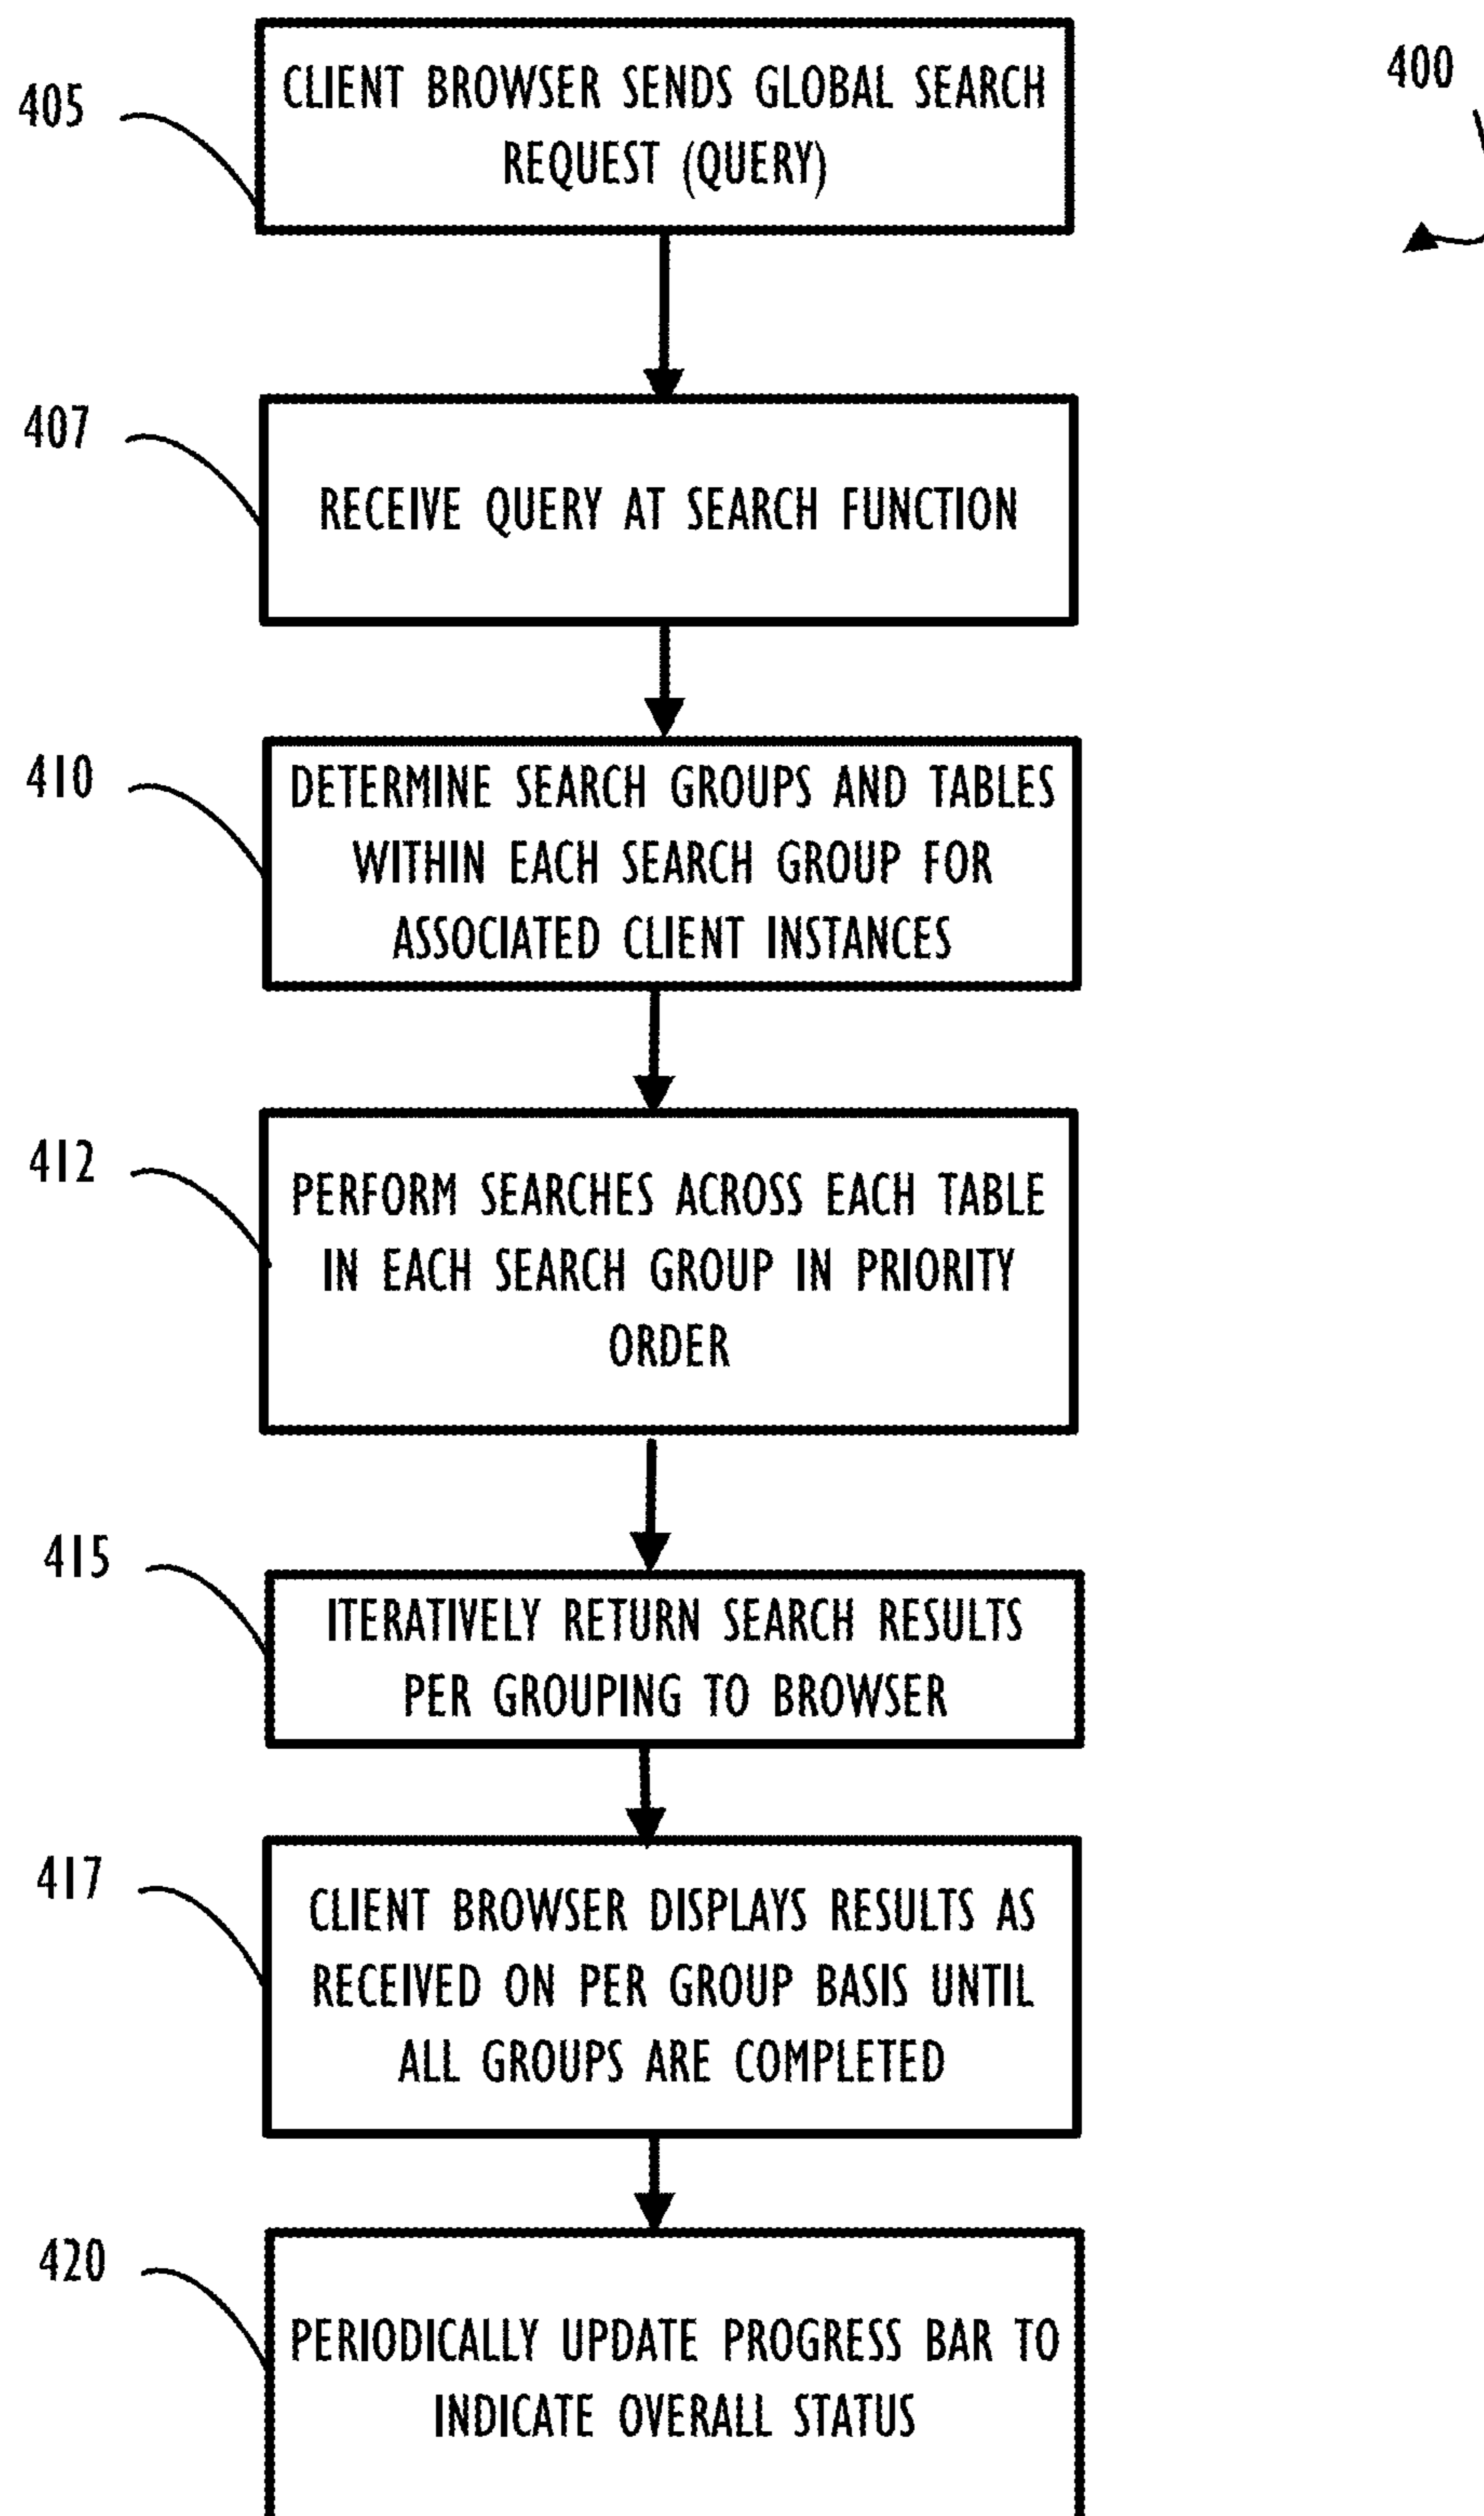 400
405
CLIENT BROWSER SENDS GLOBAL SEARCH
REQUEST (QUERY)
407
RECEIVE QUERY AT SEARCH FUNCTION
410
DETERMINE SEARCH GROUPS AND TABLES
WITHIN EACH SEARCH GROUP FOR
ASSOCIATED CLIENT INSTANCES
412
PERFORM SEARCHES ACROSS EACH TABLE
IN EACH SEARCH GROUP IN PRIORITY
ORDER
415
ITERATIVELY RETURN SEARCH RESULTS
PER GROUPING TO BROWSER
417
CLIENT BROWSER DISPLAYS RESULTS AS
RECEIVED ON PER GROUP BASIS UNTIL
ALL GROUPS ARE COMPLETED
420
PERIODICALLY UPDATE PROGRESS BAR TO
INDICATE OVERALL STATUS